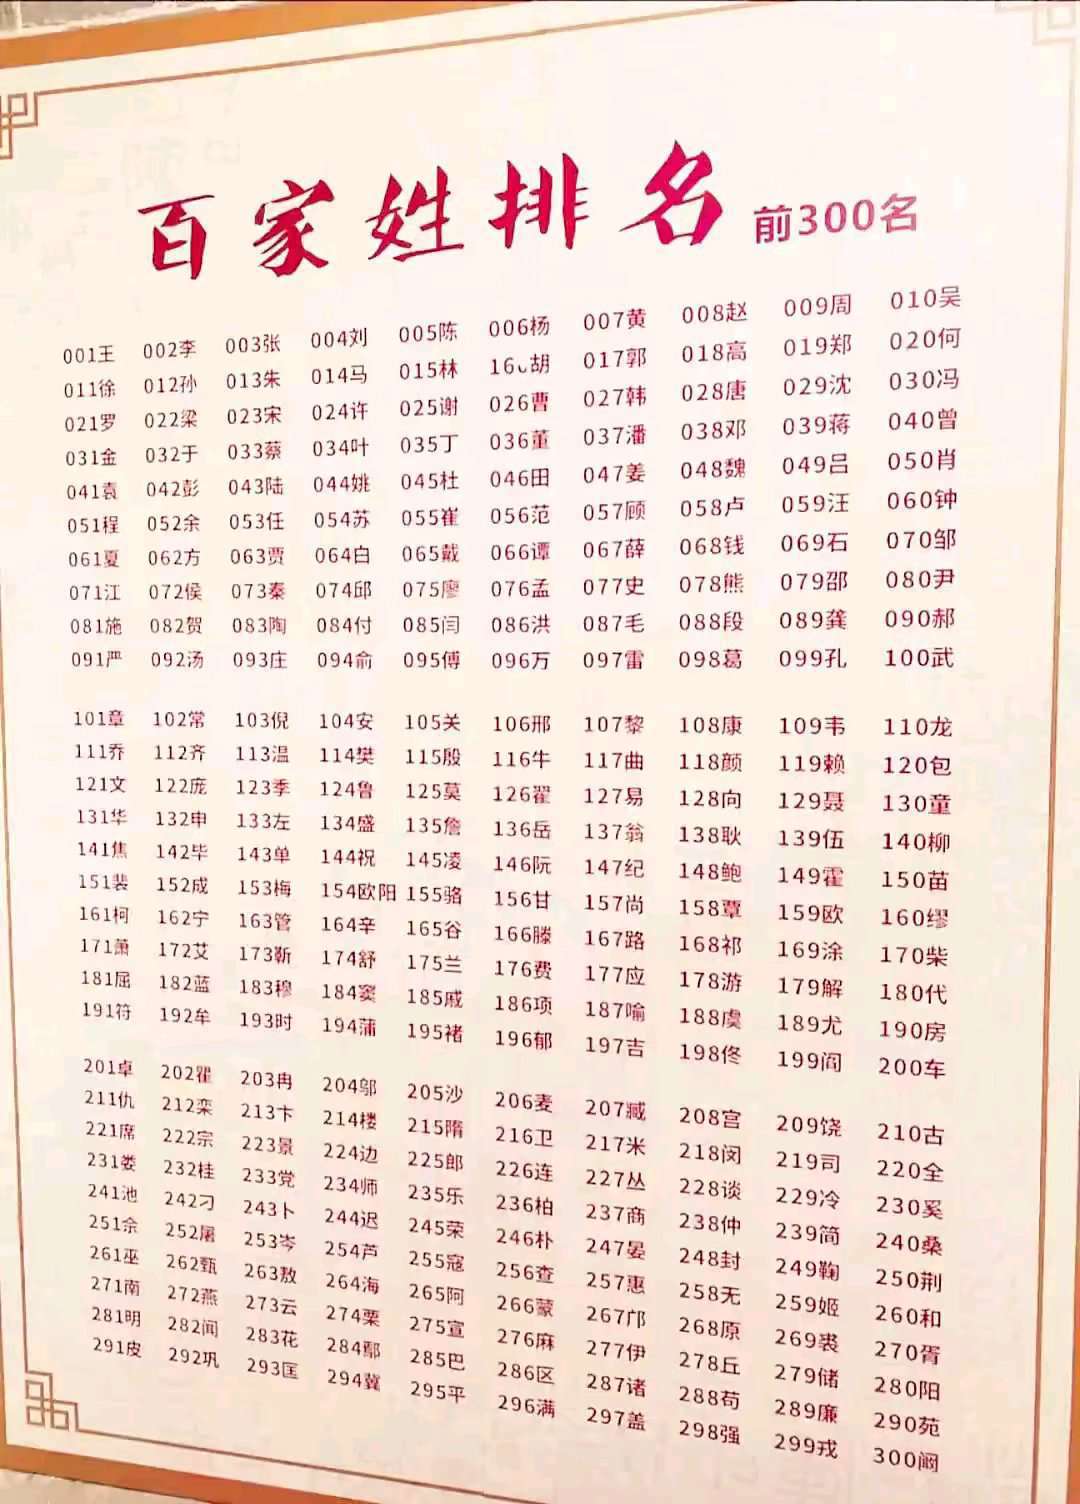 百家姓排名 前300名
001王 002李 003张 004刘 005陈 006杨 007黄 008赵 009周 010吴
011徐 012孙 013朱 014马 015林 16胡 017郭 018高 019郑 020何
021罗 022梁 023宋 024许 025谢 026曹 027韩 028唐 029沈 030冯
031金 032于 033蔡 034叶 035丁 036董 037潘 038邓 039蒋 040曾
041袁 042彭 043陆 044姚 045杜 046田 047姜 048魏 049吕 050肖
051程 052余 053任 054苏 055崔 056范 057顾 058卢 059汪 060钟
061夏 062方 063贾 064白 065戴 066谭 067薛 068钱 069石 070邹
071江 072侯 073秦 074邱 075廖 076孟 077史 078熊 079邵 080尹
081施 082贺 083陶 084付 085闫 086洪 087毛 088段 089龚 090郝
091严 092汤 093庄 094俞 095傅 096万 097雷 098葛 099孔 100武
101章 102常 103倪 104安 105关 106邢 107黎 108康 109韦 110龙
111乔 112齐 113温 114樊 115殷 116牛 117曲 118颜 119赖 120包
121文 122庞 123季 124鲁 125莫 126翟 127易 128向 129聂 130童
131华 132申 133左 134盛 135詹 136岳 137翁 138耿 139伍 140柳
141焦 142毕 143单 144祝 145凌 146阮 147纪 148鲍 149霍 150苗
151裴 152成 153梅 154欧阳 155骆 156甘 157尚 158覃 159欧 160缪
161柯 162宁 163管 164辛 165谷 166滕 167路 168祁 169涂 170柴
171萧 172艾 173靳 174舒 175兰 176费 177应 178游 179解 180代
181屈 182蓝 183穆 184窦 185戚 186项 187喻 188虞 189尤 190房
191符 192牟 193时 194蒲 195褚 196郁 197吉 198佟 199阎 200车
201卓 202瞿 203冉 204邬 205沙 206麦 207臧 208宫 209饶 210古
211仇 212栾 213卞 214楼 215隋 216卫 217米 218闵 219司 220全
221席 222宗 223景 224边 225郎 226连 227丛 228谈 229冷 230奚
231娄 232桂 233党 234师 235乐 236柏 237商 238仲 239简 240桑
241池 242刁 243卜 244迟 245荣 246朴 247晏 248封 249鞠 250荆
251佘 252屠 253岑 254芦 255寇 256查 257惠 258无 259姬 260和
261巫 262甄 263敖 264海 265阿 266蒙 267邝 268原 269裘 270胥
271南 272燕 273云 274栗 275宣 276麻 277伊 278丘 279储 280阳
281明 282闻 283花 284鄢 285巴 286区 287诸 288苟 289廉 290苑
291皮 292巩 293匡 294冀 295平 296满 297盖 298强 299戎 300阚